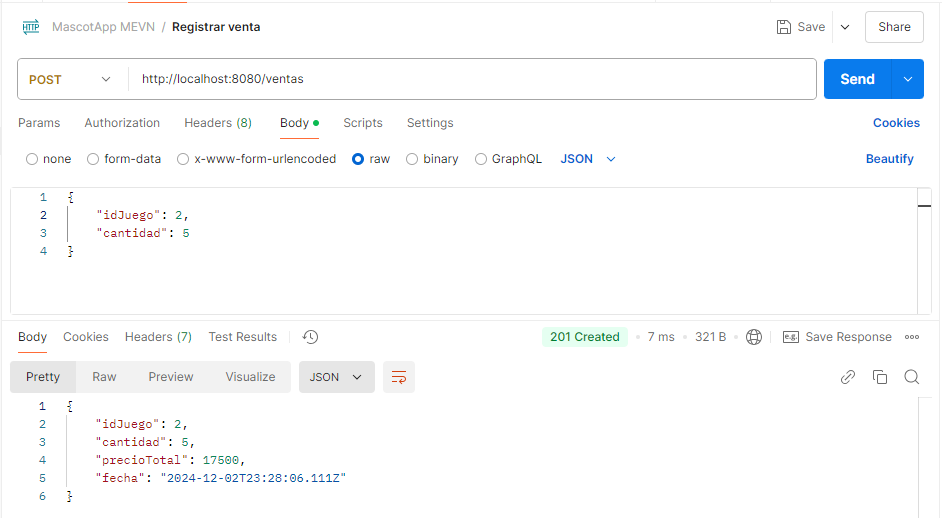 HTTP MascotApp MEVN / Registrar venta Save Share
POST http://localhost:8080/ventas Send
Params Authorization Headers (8) Body Scripts Settings Cookies
none form-data x-www-form-urlencoded raw binary GraphQL JSON Beautify
1 {
2 "idJuego": 2,
3 "cantidad": 5
4 }
Body Cookies Headers (7) Test Results 201 Created 7 ms 321 B e.g. Save Response
Pretty Raw Preview Visualize JSON
1 {
2 "idJuego": 2,
3 "cantidad": 5,
4 "precioTotal": 17500,
5 "fecha": "2024-12-02T23:28:06.111Z"
6 }